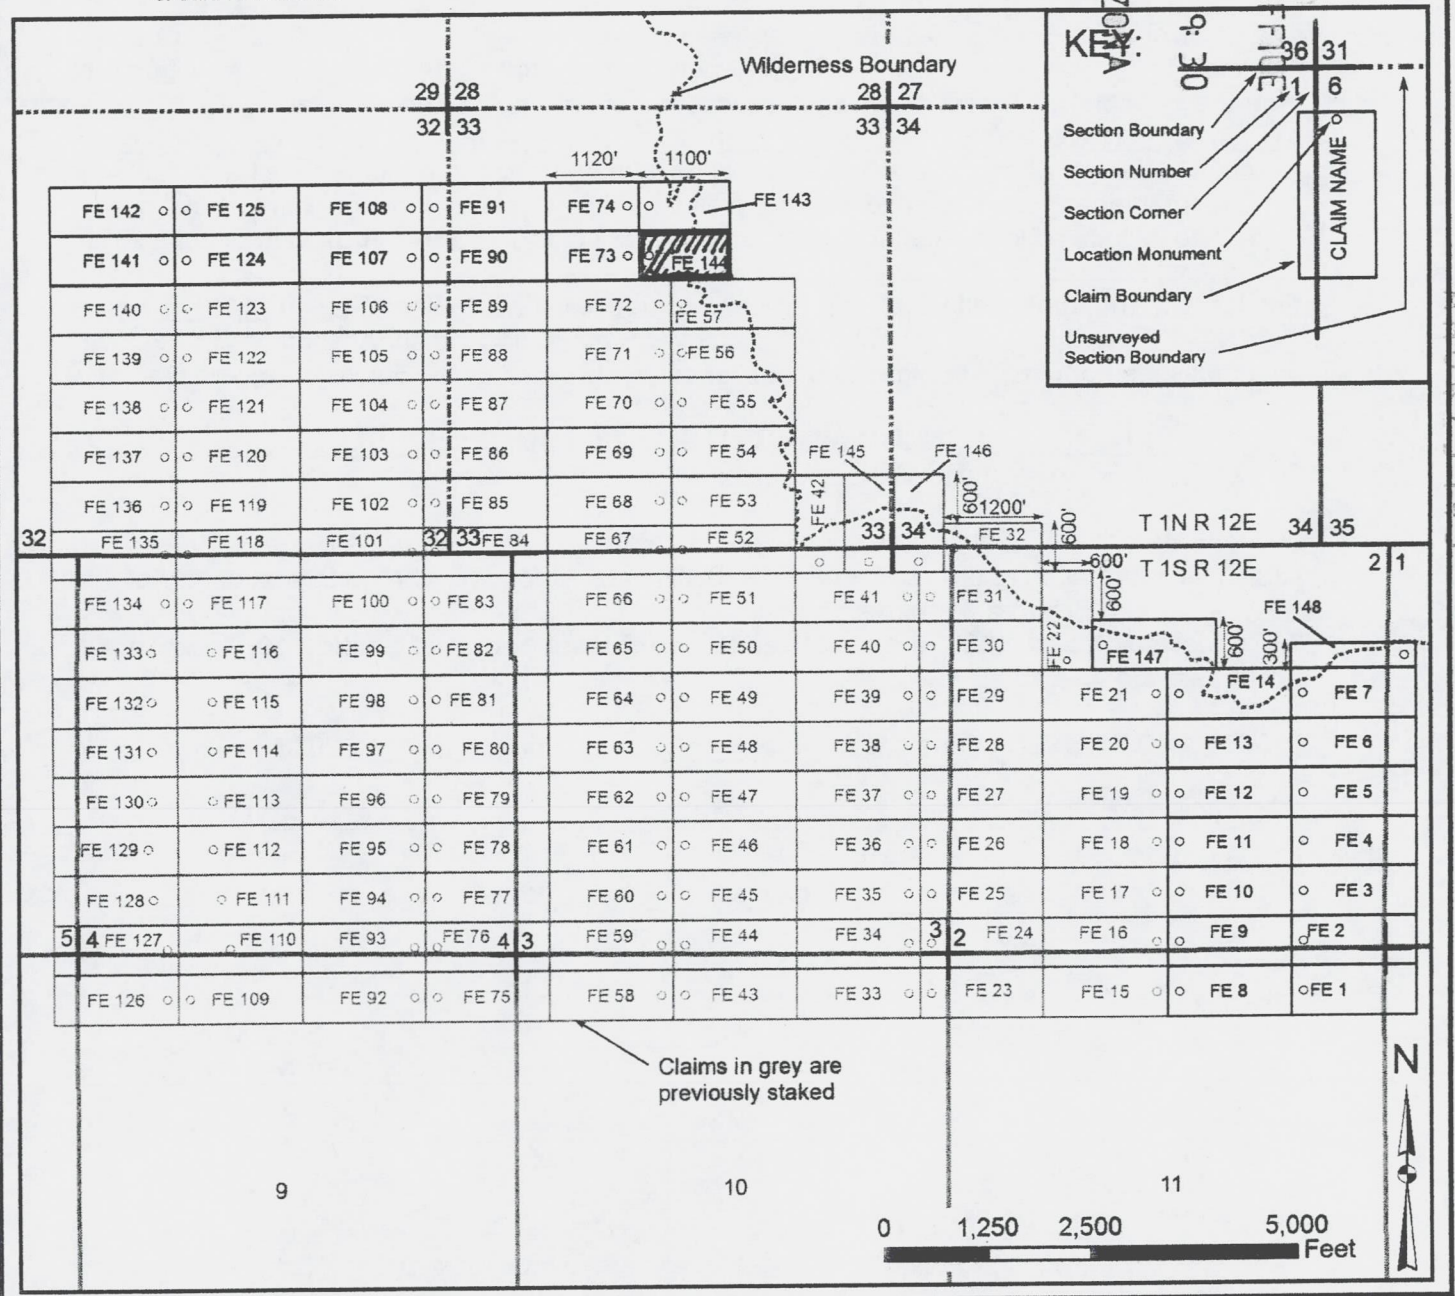 KEY:
36 31
1 6
Section Boundary
Section Number
Section Corner
Location Monument
Claim Boundary
Unsurveyed
Section Boundary
CLAIM NAME
9: 30
Wilderness Boundary
29 28
32 33
28 27
33 34
1120' 1100'
FE 142 FE 125 FE 108 FE 91 FE 74 FE 143
FE 141 FE 124 FE 107 FE 90 FE 73 FE 144
FE 140 FE 123 FE 106 FE 89 FE 72 FE 57
FE 139 FE 122 FE 105 FE 88 FE 71 FE 56
FE 138 FE 121 FE 104 FE 87 FE 70 FE 55
FE 137 FE 120 FE 103 FE 86 FE 69 FE 54 FE 145 FE 146
FE 136 FE 119 FE 102 FE 85 FE 68 FE 53 FE 42 600' 1200'
32 FE 135 FE 118 FE 101 32 33 FE 84 FE 67 FE 52 33 34 FE 32 600' T 1N R 12E 34 35
600' T 1S R 12E 2 1
FE 134 FE 117 FE 100 FE 83 FE 66 FE 51 FE 41 FE 31 600' FE 148
FE 133 FE 116 FE 99 FE 82 FE 65 FE 50 FE 40 FE 30 FE 22 FE 147 600' 300'
FE 132 FE 115 FE 98 FE 81 FE 64 FE 49 FE 39 FE 29 FE 21 FE 14 FE 7
FE 131 FE 114 FE 97 FE 80 FE 63 FE 48 FE 38 FE 28 FE 20 FE 13 FE 6
FE 130 FE 113 FE 96 FE 79 FE 62 FE 47 FE 37 FE 27 FE 19 FE 12 FE 5
FE 129 FE 112 FE 95 FE 78 FE 61 FE 46 FE 36 FE 26 FE 18 FE 11 FE 4
FE 128 FE 111 FE 94 FE 77 FE 60 FE 45 FE 35 FE 25 FE 17 FE 10 FE 3
5 4 FE 127 FE 110 FE 93 FE 76 4 3 FE 59 FE 44 FE 34 3 2 FE 24 FE 16 FE 9 FE 2
FE 126 FE 109 FE 92 FE 75 FE 58 FE 43 FE 33 FE 23 FE 15 FE 8 FE 1
Claims in grey are
previously staked
N
9 10 11
0 1,250 2,500 5,000
Feet